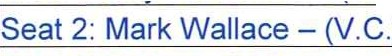 Seat 2: Mark Wallace – (V.C.